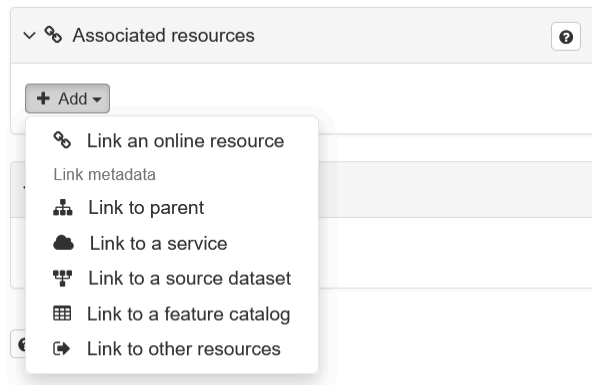 Associated resources
Add
Link an online resource
Link metadata
Link to parent
Link to a service
Link to a source dataset
Link to a feature catalog
Link to other resources